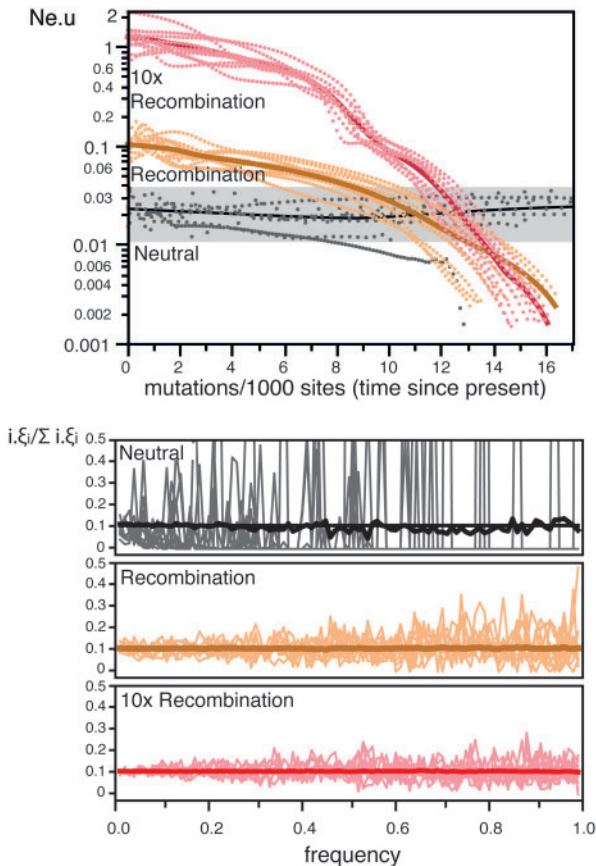 Ne.u
2
1
0.6
0.4
0.2
0.1
0.06
0.03
0.01
0.006
0.004
0.002
0.001
10x
Recombination
Recombination
Neutral
0 2 4 6 8 10 12 14 16
mutations/1000 sites (time since present)
i.ξi/Σ i.ξi
0.5
0.4
0.3
0.2
0.1
0
Neutral
0.5
0.4
0.3
0.2
0.1
0
Recombination
0.5
0.4
0.3
0.2
0.1
0
10x Recombination
0.0 0.2 0.4 0.6 0.8 1.0
frequency